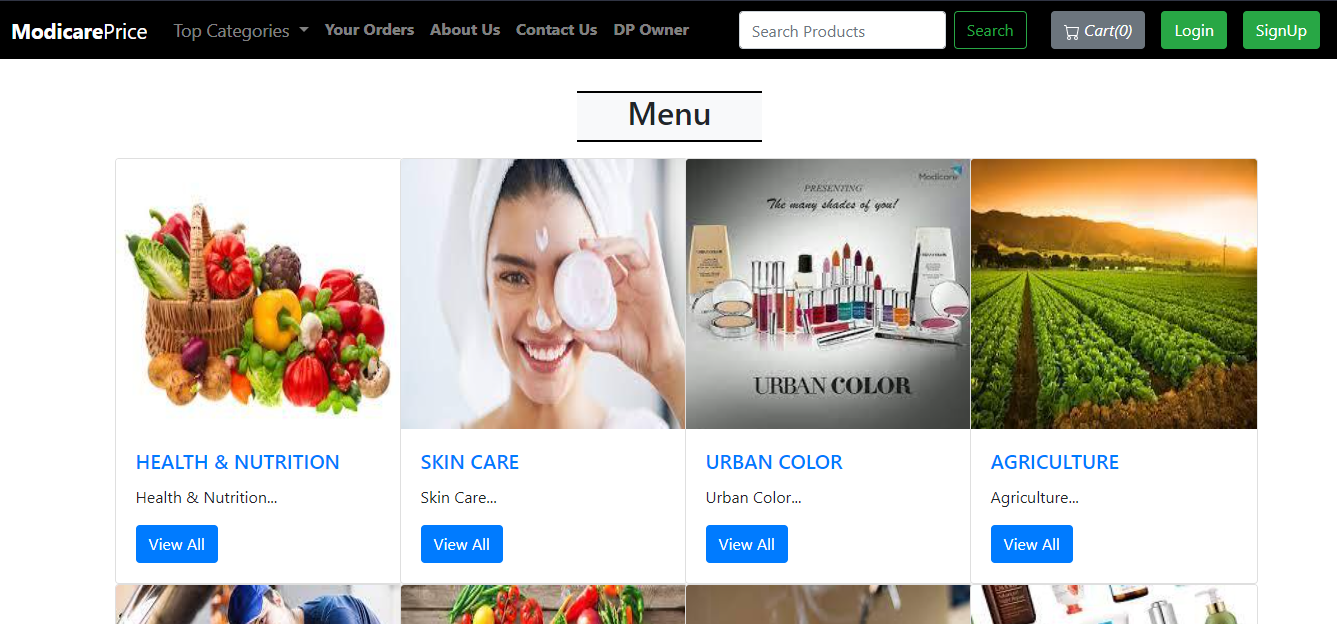 ModicarePrice Top Categories Your Orders About Us Contact Us DP Owner Search Products Search Cart(0) Login SignUp
Menu
Modicare
PRESENTING
The many shades of you!
URBAN COLOR
HEALTH & NUTRITION
Health & Nutrition...
View All
SKIN CARE
Skin Care...
View All
URBAN COLOR
Urban Color...
View All
AGRICULTURE
Agriculture...
View All